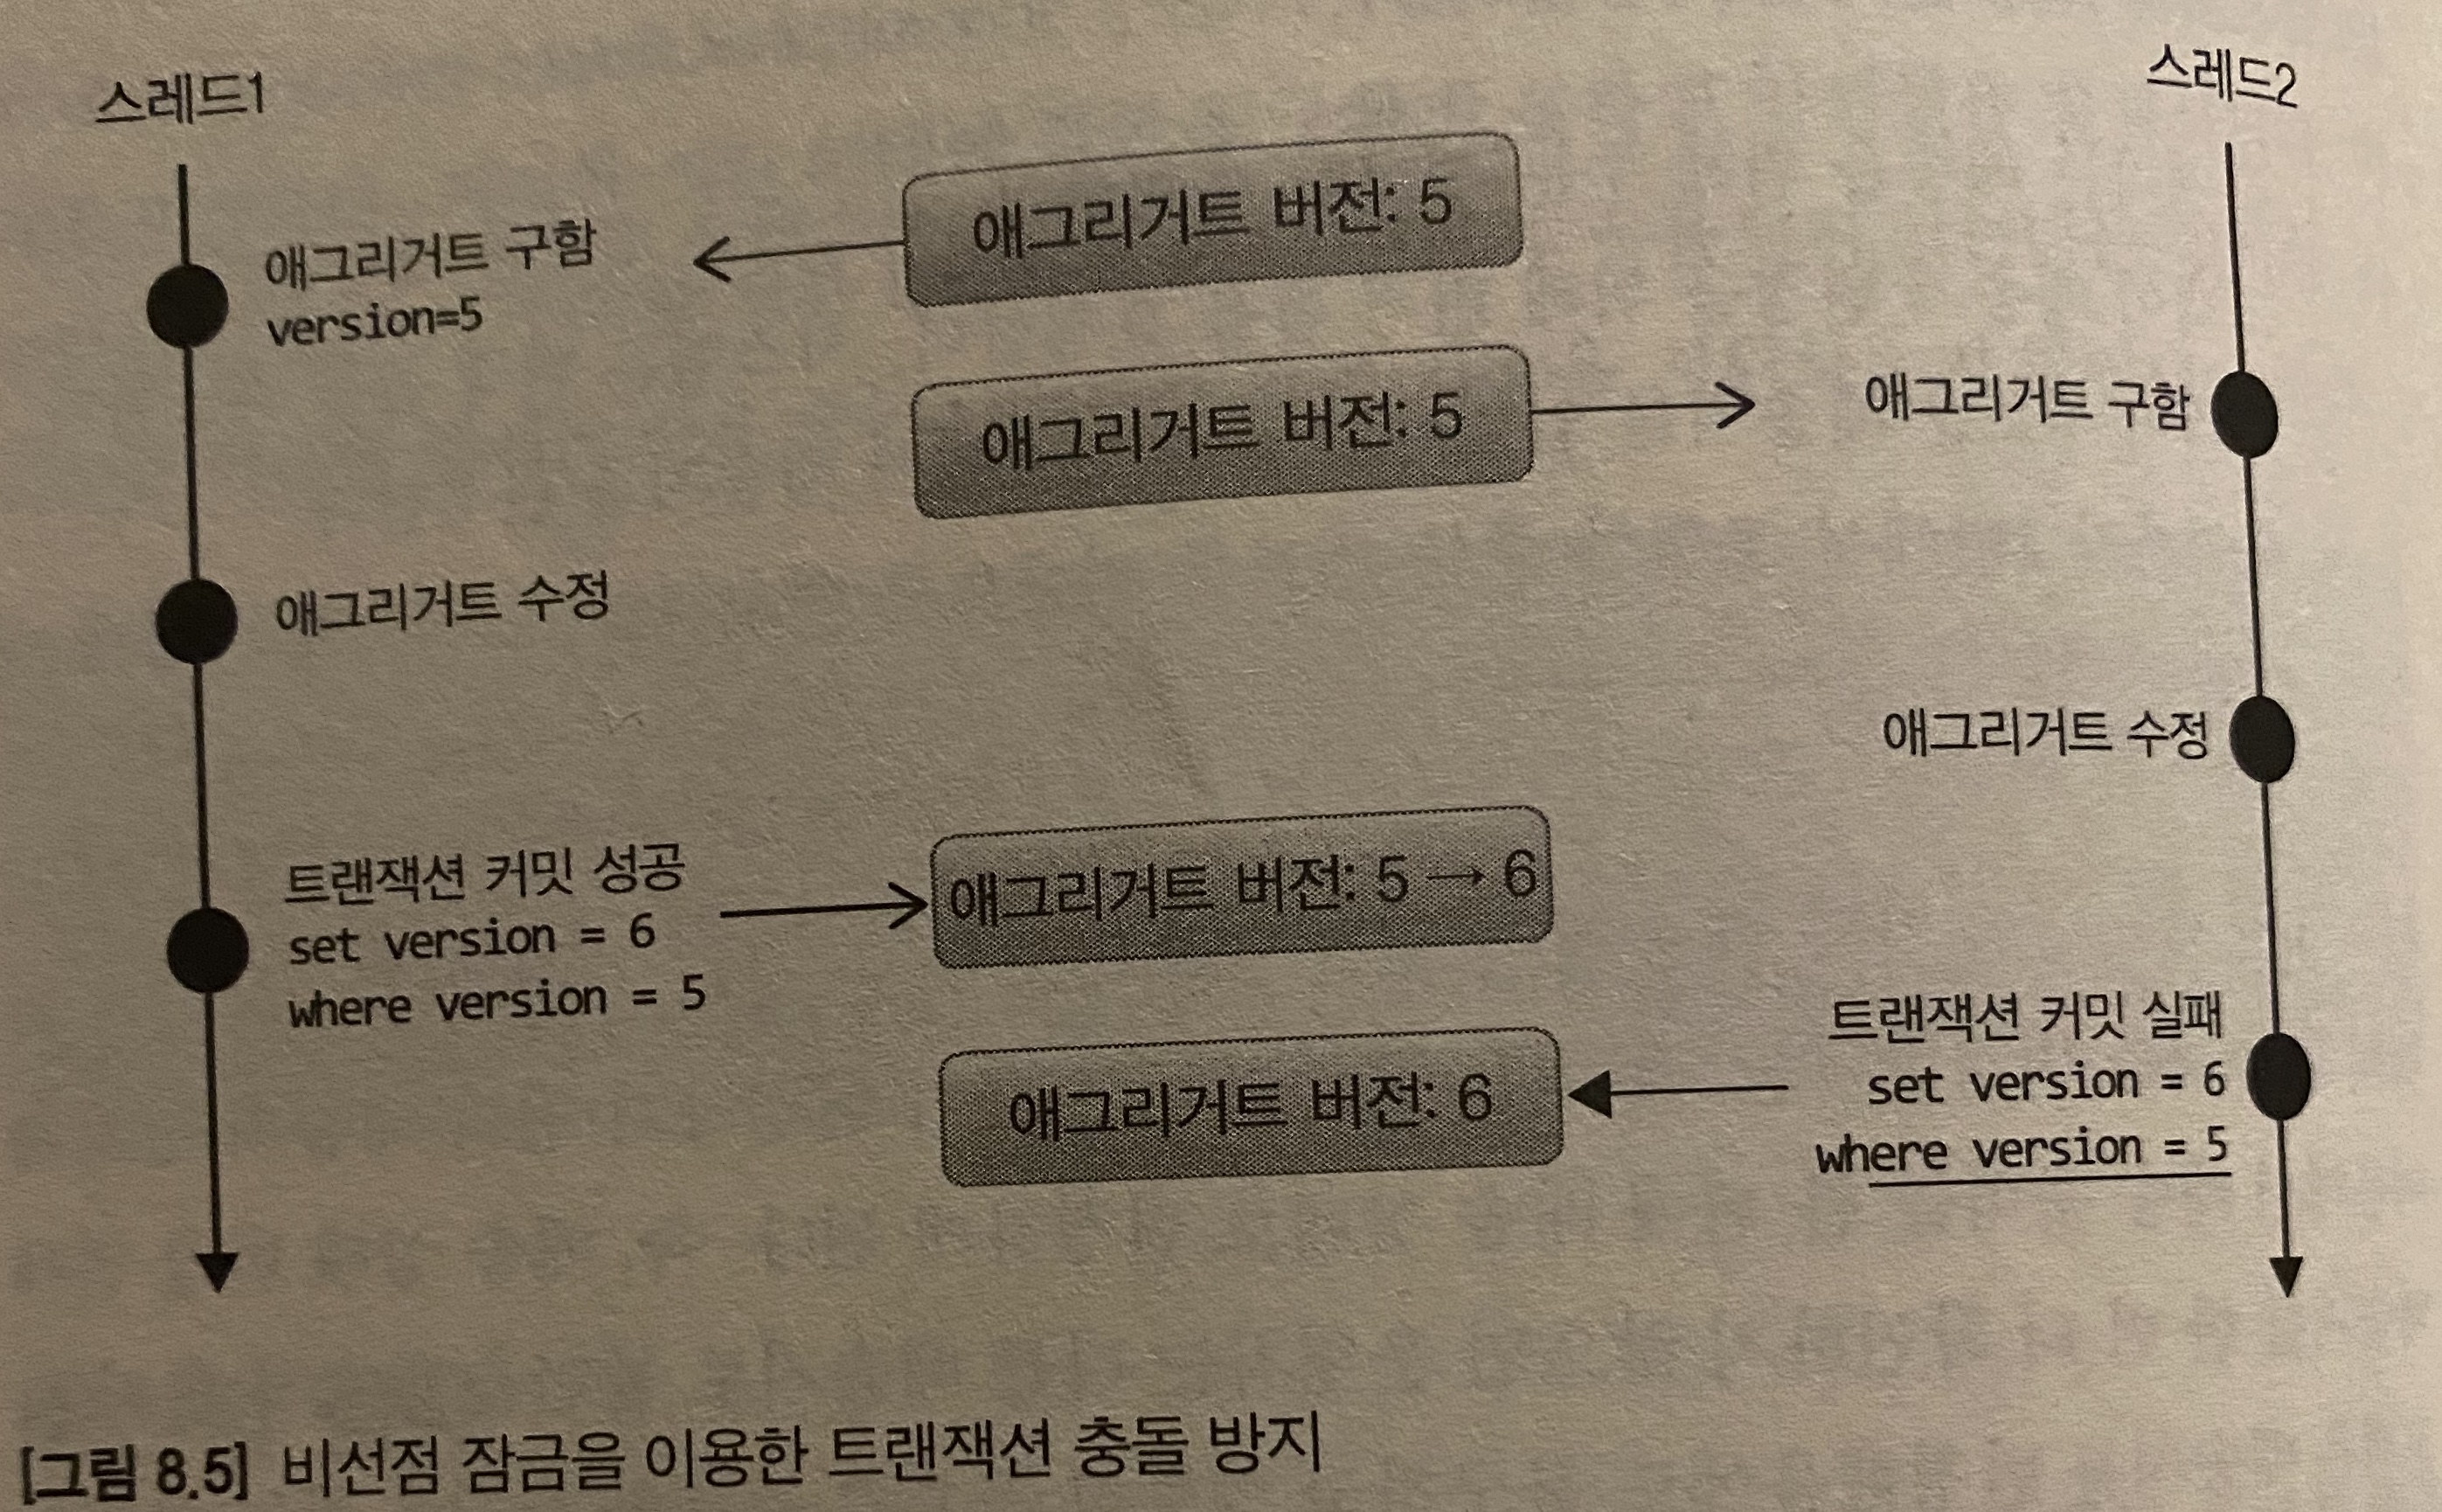 스레드1
스레드2
애그리거트 버전: 5
애그리거트 구함
version=5
애그리거트 버전: 5
애그리거트 구함
애그리거트 수정
애그리거트 수정
트랜잭션 커밋 성공
set version = 6
where version = 5
애그리거트 버전: 5 → 6
트랜잭션 커밋 실패
set version = 6
where version = 5
애그리거트 버전: 6
[그림 8.5] 비선점 잠금을 이용한 트랜잭션 충돌 방지